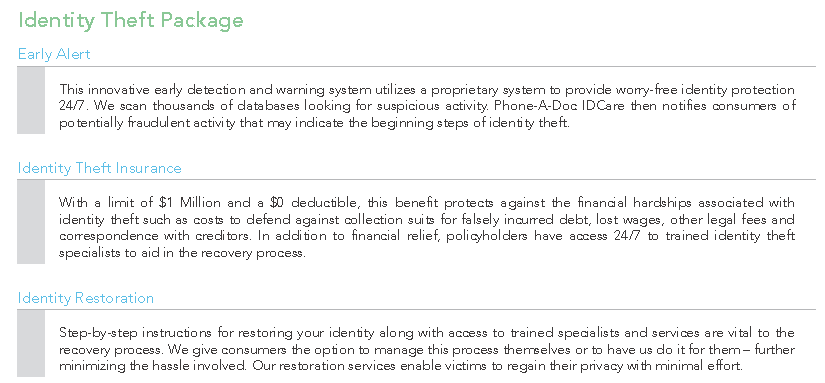 Identity Theft Package
Early Alert
This innovative early detection and warning system utilizes a proprietary system to provide worry-free identity protection
24/7. We scan thousands of databases looking for suspicious activity. Phone-A-Doc IDCare then notifies consumers of
potentially fraudulent activity that may indicate the beginning steps of identity theft.
Identity Theft Insurance
With a limit of $1 Million and a $0 deductible, this benefit protects against the financial hardships associated with
identity theft such as costs to defend against collection suits for falsely incurred debt, lost wages, other legal fees and
correspondence with creditors. In addition to financial relief, policyholders have access 24/7 to trained identity theft
specialists to aid in the recovery process.
Identity Restoration
Step-by-step instructions for restoring your identity along with access to trained specialists and services are vital to the
recovery process. We give consumers the option to manage this process themselves or to have us do it for them – further
minimizing the hassle involved. Our restoration services enable victims to regain their privacy with minimal effort.